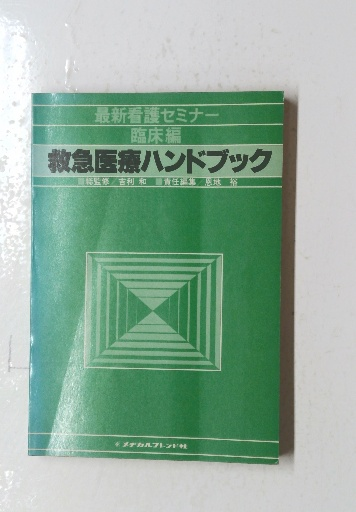 最新看護セミナー
臨床編
救急医療ハンドブック
■総監修/吉利 和 ■責任編集/恩地 裕
メヂカルフレンド社